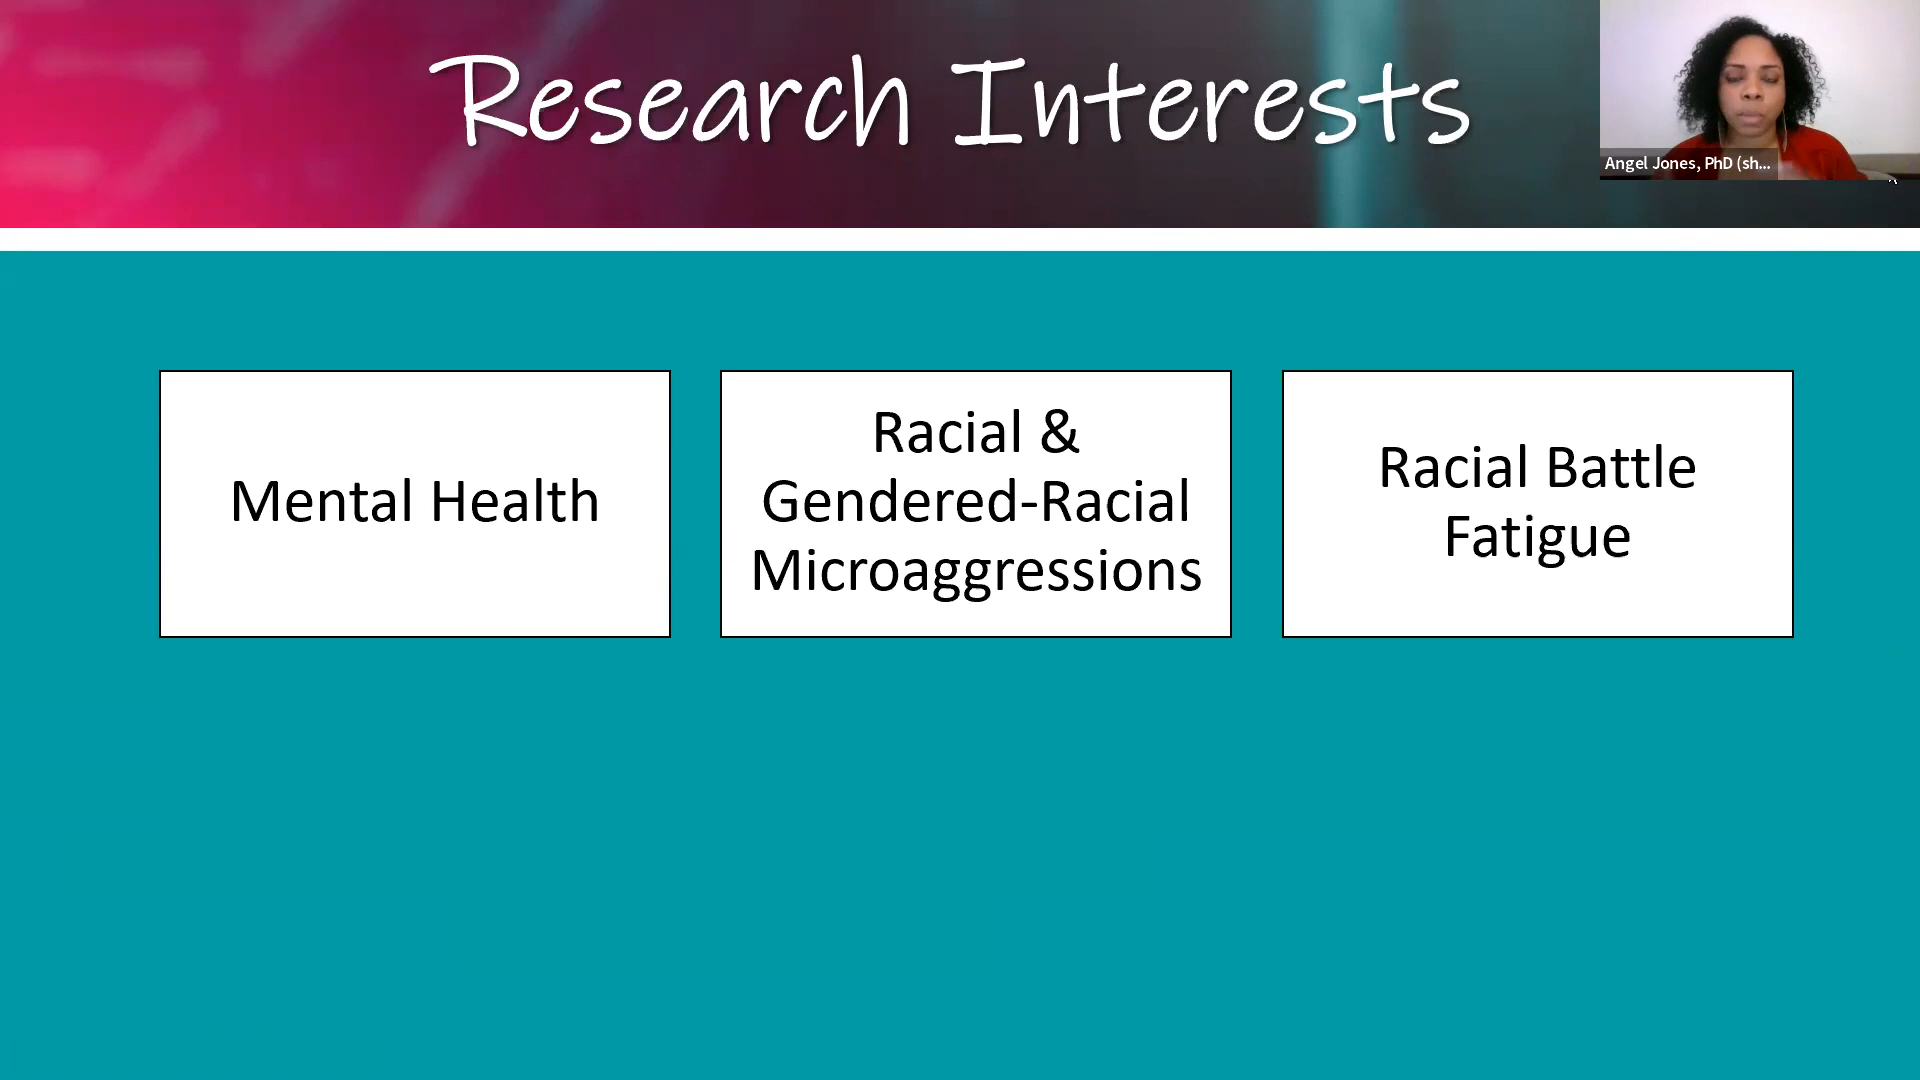 Research Interests
Angel Jones, PhD (sh...
Mental Health
Racial &
Gendered-Racial
Microaggressions
Racial Battle
Fatigue